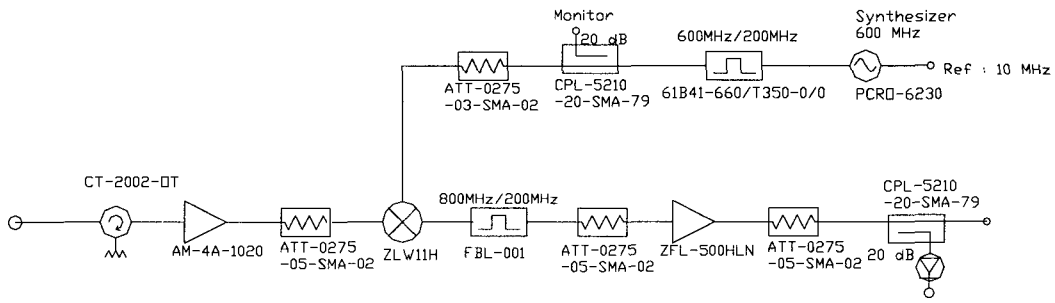 Monitor
20 dB
600MHz/200MHz
Synthesizer
600 MHz
Ref : 10 MHz
ATT-0275
-03-SMA-02
CPL-5210
-20-SMA-79
61B41-660/T350-O/O
PCRO-6230
CT-2002-OT
AM-4A-1020
ATT-0275
-05-SMA-02
ZLW11H
800MHz/200MHz
FBL-001
ATT-0275
-05-SMA-02
ZFL-500HLN
ATT-0275
-05-SMA-02
CPL-5210
-20-SMA-79
20 dB